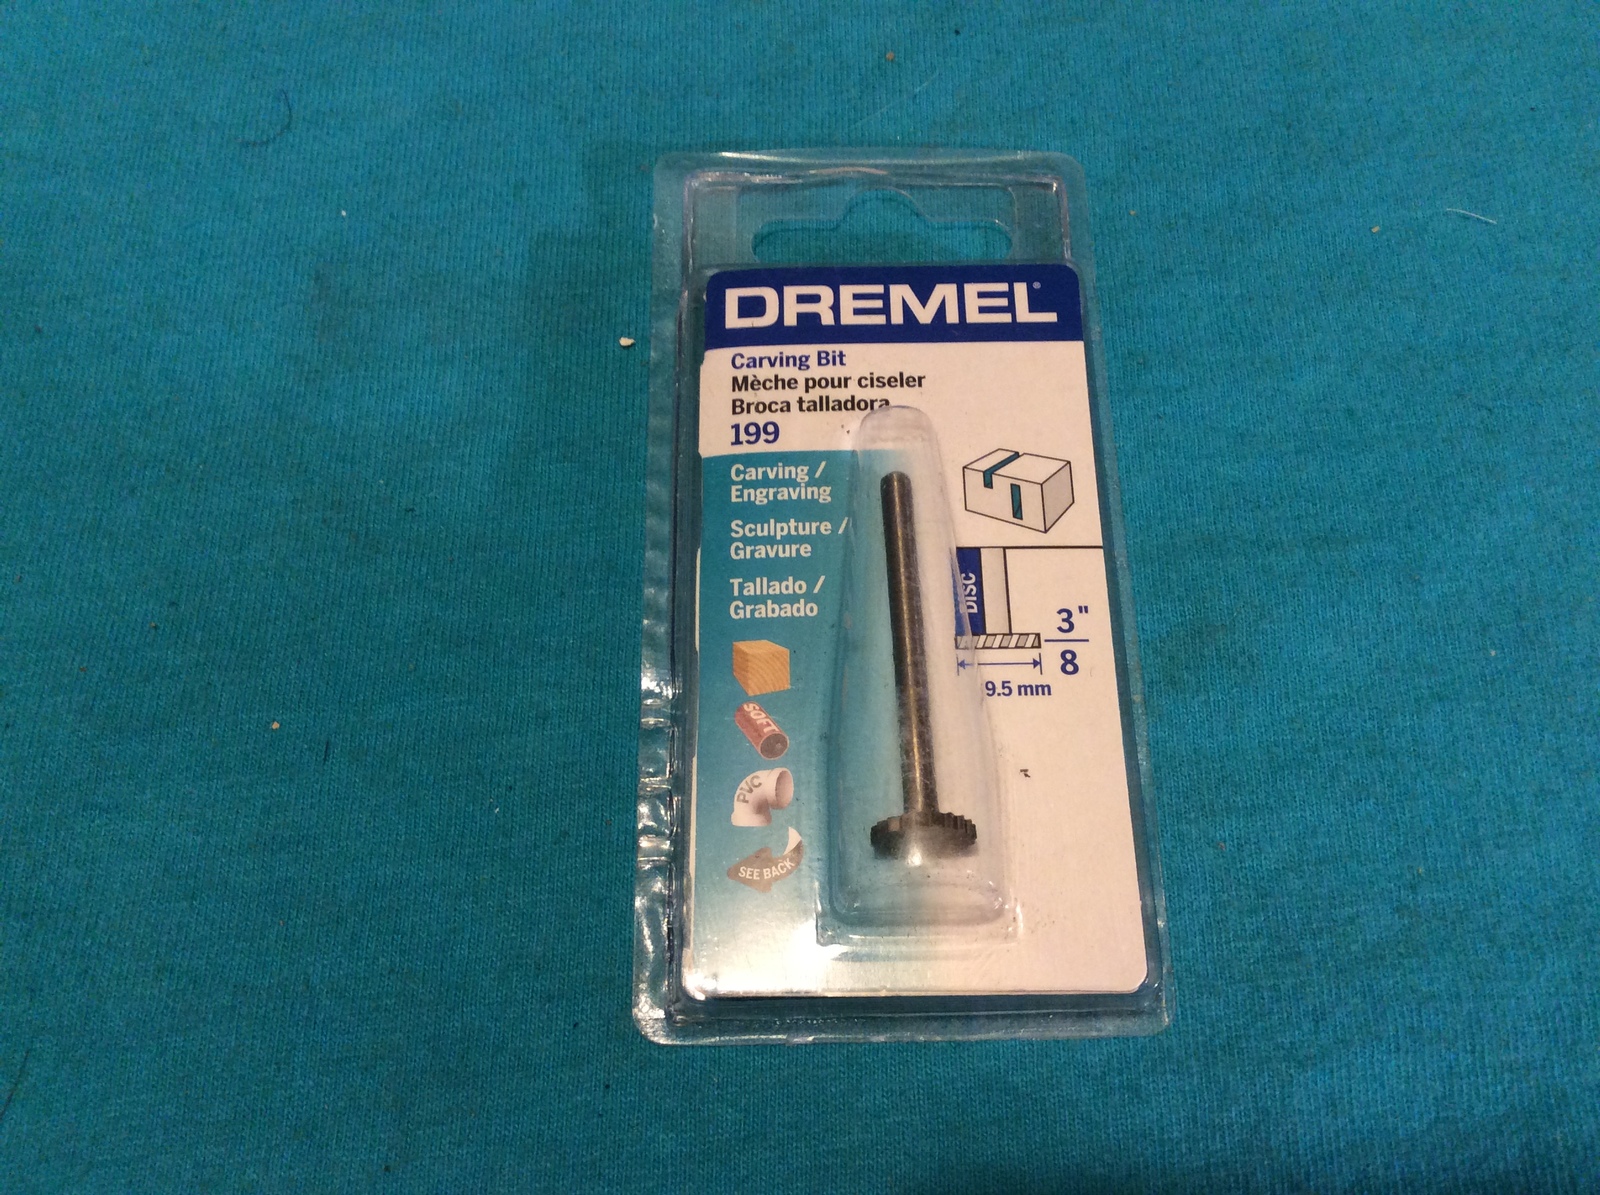 DREMEL®
Carving Bit
Mèche pour ciseler
Broca talladora
199
Carving /
Engraving
Sculpture /
Gravure
Tallado /
Grabado
SOFT
PVC
SEE BACK
DISC
3"
8
9.5 mm